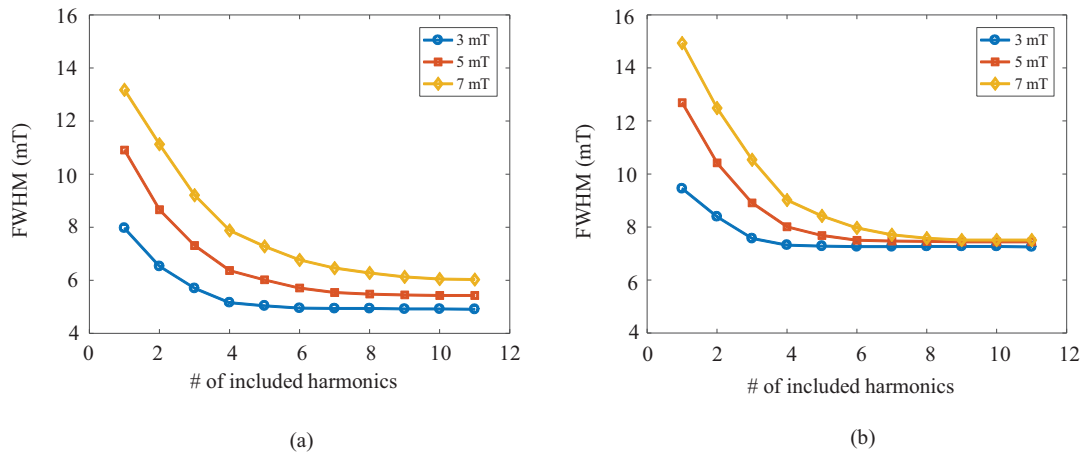 16
14
12
10
8
6
4
FWHM (mT)
0 2 4 6 8 10 12
# of included harmonics
3 mT
5 mT
7 mT
(a)
16
14
12
10
8
6
4
FWHM (mT)
0 2 4 6 8 10 12
# of included harmonics
3 mT
5 mT
7 mT
(b)